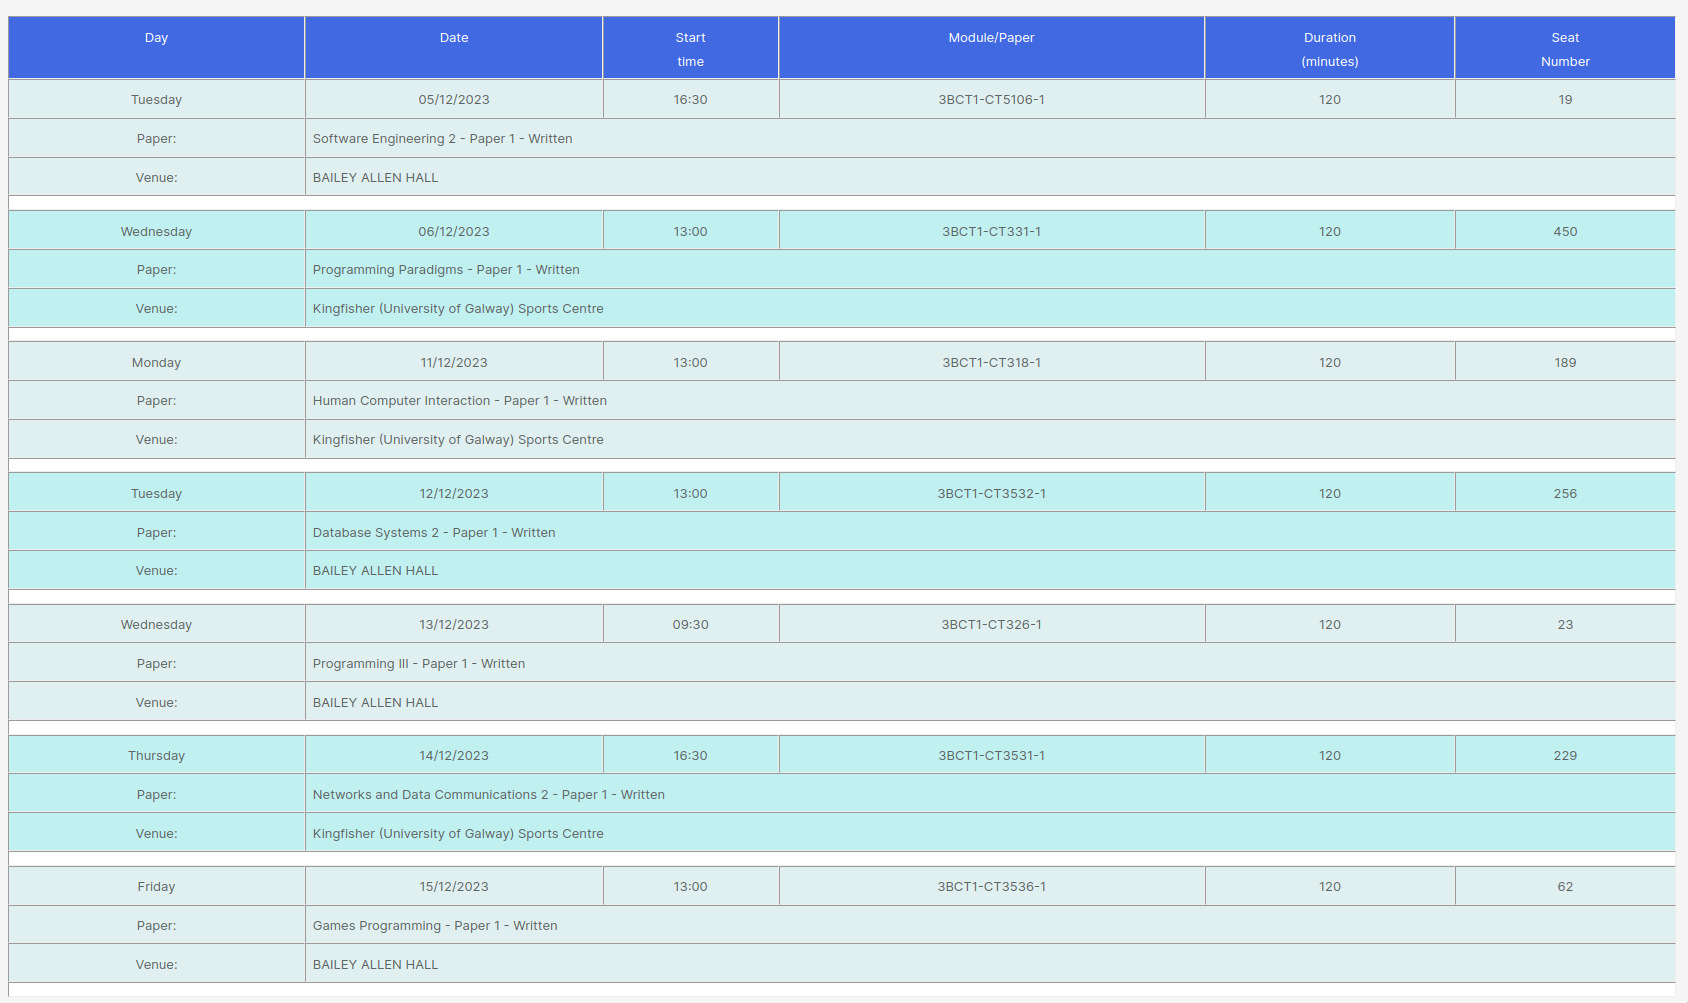 Day Date Start time Module/Paper Duration (minutes) Seat Number
Tuesday 05/12/2023 16:30 3BCT1-CT5106-1 120 19
Paper: Software Engineering 2 - Paper 1 - Written
Venue: BAILEY ALLEN HALL
Wednesday 06/12/2023 13:00 3BCT1-CT331-1 120 450
Paper: Programming Paradigms - Paper 1 - Written
Venue: Kingfisher (University of Galway) Sports Centre
Monday 11/12/2023 13:00 3BCT1-CT318-1 120 189
Paper: Human Computer Interaction - Paper 1 - Written
Venue: Kingfisher (University of Galway) Sports Centre
Tuesday 12/12/2023 13:00 3BCT1-CT3532-1 120 256
Paper: Database Systems 2 - Paper 1 - Written
Venue: BAILEY ALLEN HALL
Wednesday 13/12/2023 09:30 3BCT1-CT326-1 120 23
Paper: Programming III - Paper 1 - Written
Venue: BAILEY ALLEN HALL
Thursday 14/12/2023 16:30 3BCT1-CT3531-1 120 229
Paper: Networks and Data Communications 2 - Paper 1 - Written
Venue: Kingfisher (University of Galway) Sports Centre
Friday 15/12/2023 13:00 3BCT1-CT3536-1 120 62
Paper: Games Programming - Paper 1 - Written
Venue: BAILEY ALLEN HALL